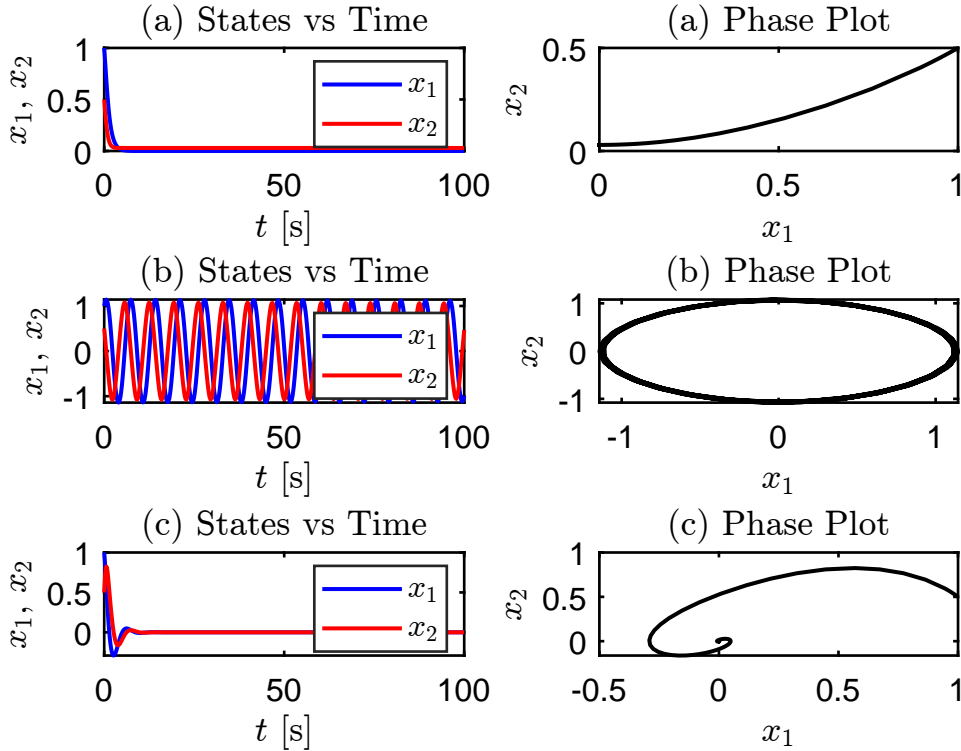 (a) States vs Time
x₁, x₂
1
0.5
0
x₁
x₂
0
50
100
t [s]
(a) Phase Plot
x₂
0.5
0
0
0.5
1
x₁
(b) States vs Time
x₁, x₂
1
0
-1
x₁
x₂
0
50
100
t [s]
(b) Phase Plot
x₂
1
0
-1
-1
0
1
x₁
(c) States vs Time
x₁, x₂
1
0.5
0
x₁
x₂
0
50
100
t [s]
(c) Phase Plot
x₂
1
0.5
0
-0.5
0
0.5
1
x₁